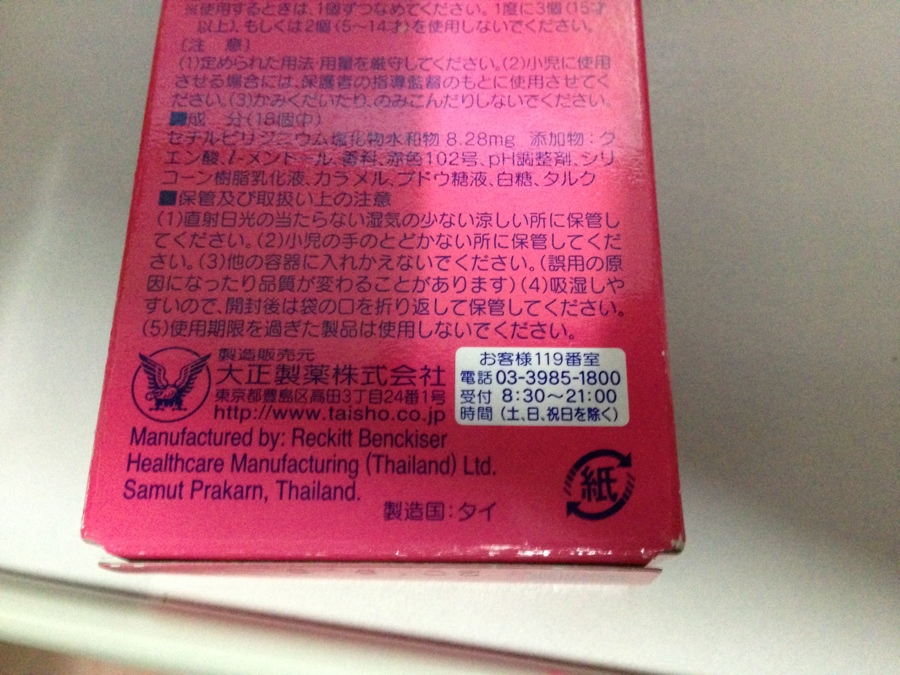 ※使用するときは、1個ずつなめてください。1度に3個(15才
以上)、もしくは2個(5〜14才)を使用しないでください。
〔注　意〕
(1)定められた用法・用量を厳守してください。(2)小児に使用
させる場合には、保護者の指導監督のもとに使用させてく
ださい。(3)かみくだいたり、のみこんだりしないでください。
■成　分(18個中)
セチルピリジニウム塩化物水和物 8.28mg　添加物：ク
エン酸、l-メントール、香料、赤色102号、pH調整剤、シリ
コーン樹脂乳化液、カラメル、ブドウ糖液、白糖、タルク
■保管及び取扱い上の注意
(1)直射日光の当たらない湿気の少ない涼しい所に保管し
てください。(2)小児の手のとどかない所に保管してくだ
さい。(3)他の容器に入れかえないでください。(誤用の原
因になったり品質が変わることがあります)(4)吸湿しや
すいので、開封後は袋の口を折り返して保管してください。
(5)使用期限を過ぎた製品は使用しないでください。
製造販売元
大正製薬株式会社
東京都豊島区高田3丁目24番1号
http://www.taisho.co.jp
お客様119番室
電話 03-3985-1800
受付 8:30〜21:00
時間 (土、日、祝日を除く)
Manufactured by: Reckitt Benckiser
Healthcare Manufacturing (Thailand) Ltd.
Samut Prakarn, Thailand.
製造国：タイ
紙